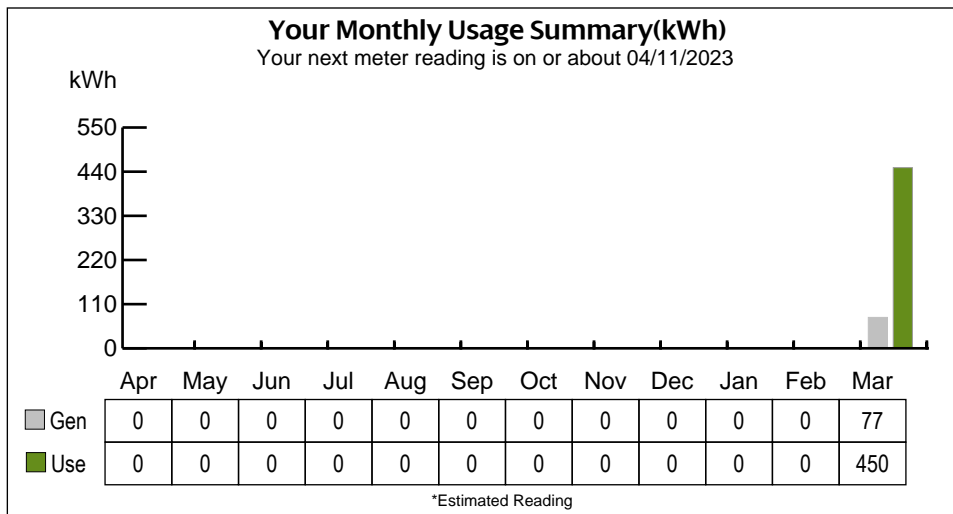 Your Monthly Usage Summary(kWh)
Your next meter reading is on or about 04/11/2023
kWh
550
440
330
220
110
0
Apr May Jun Jul Aug Sep Oct Nov Dec Jan Feb Mar
Gen 0 0 0 0 0 0 0 0 0 0 0 77
Use 0 0 0 0 0 0 0 0 0 0 0 450
*Estimated Reading